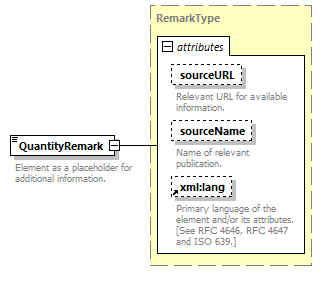 RemarkType
attributes
sourceURL
Relevant URL for available
information.
sourceName
Name of relevant
publication.
QuantityRemark
Element as a placeholder for
additional information.
xml:lang
Primary language of the
element and/or its attributes.
[See RFC 4646, RFC 4647
and ISO 639.]